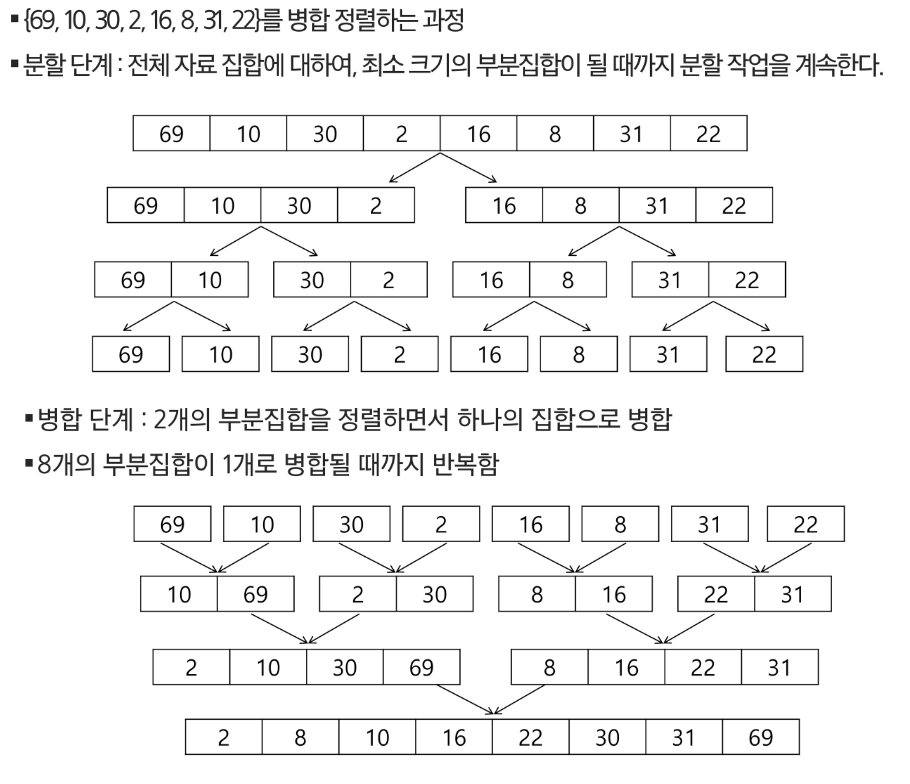 ▪{69, 10, 30, 2, 16, 8, 31, 22}를 병합 정렬하는 과정
▪분할 단계 : 전체 자료 집합에 대하여, 최소 크기의 부분집합이 될 때까지 분할 작업을 계속한다.
69 10 30 2 16 8 31 22
69 10 30 2 16 8 31 22
69 10 30 2 16 8 31 22
69 10 30 2 16 8 31 22
▪병합 단계 : 2개의 부분집합을 정렬하면서 하나의 집합으로 병합
▪8개의 부분집합이 1개로 병합될 때까지 반복함
69 10 30 2 16 8 31 22
10 69 2 30 8 16 22 31
2 10 30 69 8 16 22 31
2 8 10 16 22 30 31 69